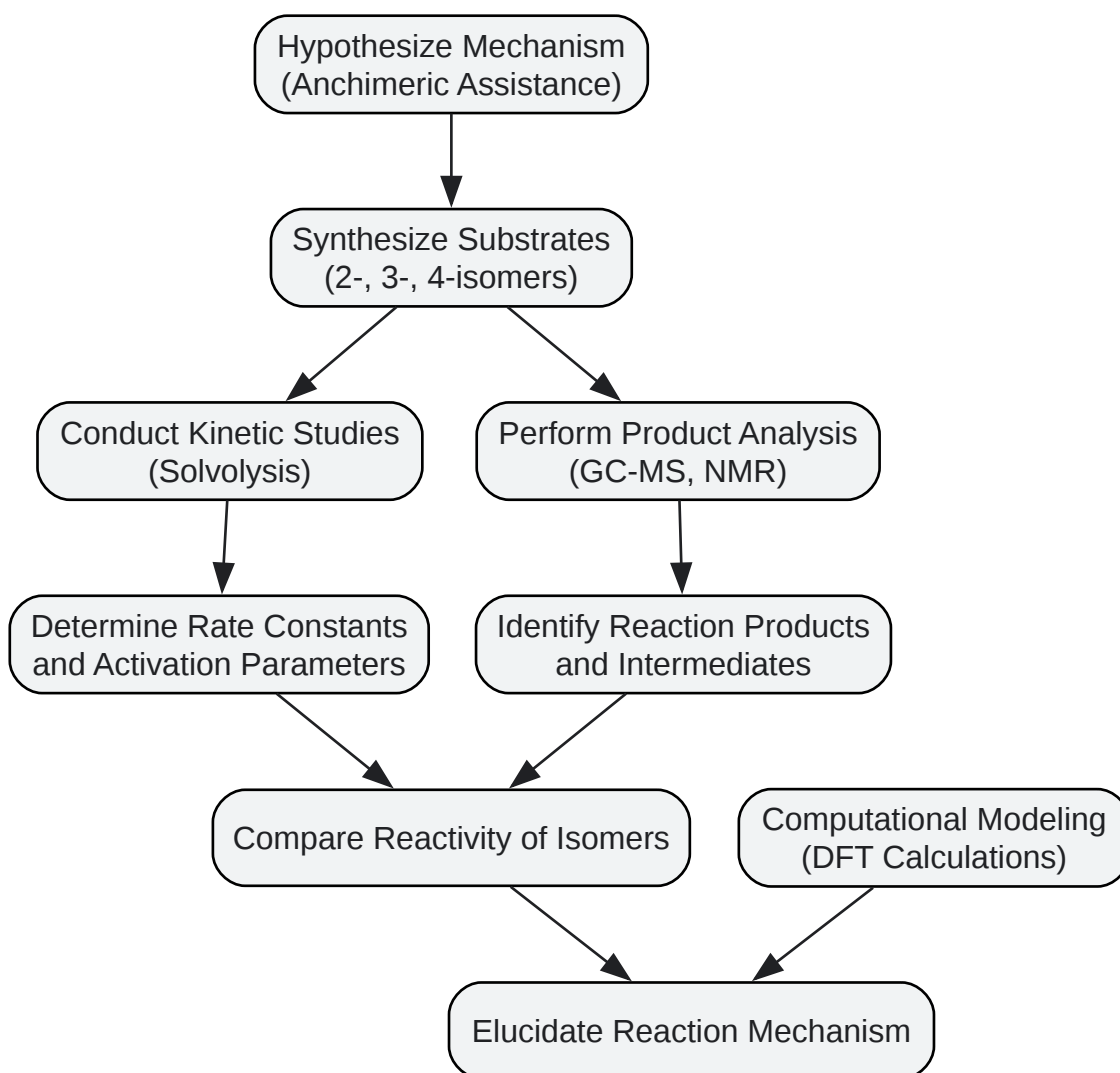 Hypothesize Mechanism
(Anchimeric Assistance)
Synthesize Substrates
(2-, 3-, 4-isomers)
Conduct Kinetic Studies
(Solvolysis)
Perform Product Analysis
(GC-MS, NMR)
Determine Rate Constants
and Activation Parameters
Identify Reaction Products
and Intermediates
Compare Reactivity of Isomers
Computational Modeling
(DFT Calculations)
Elucidate Reaction Mechanism